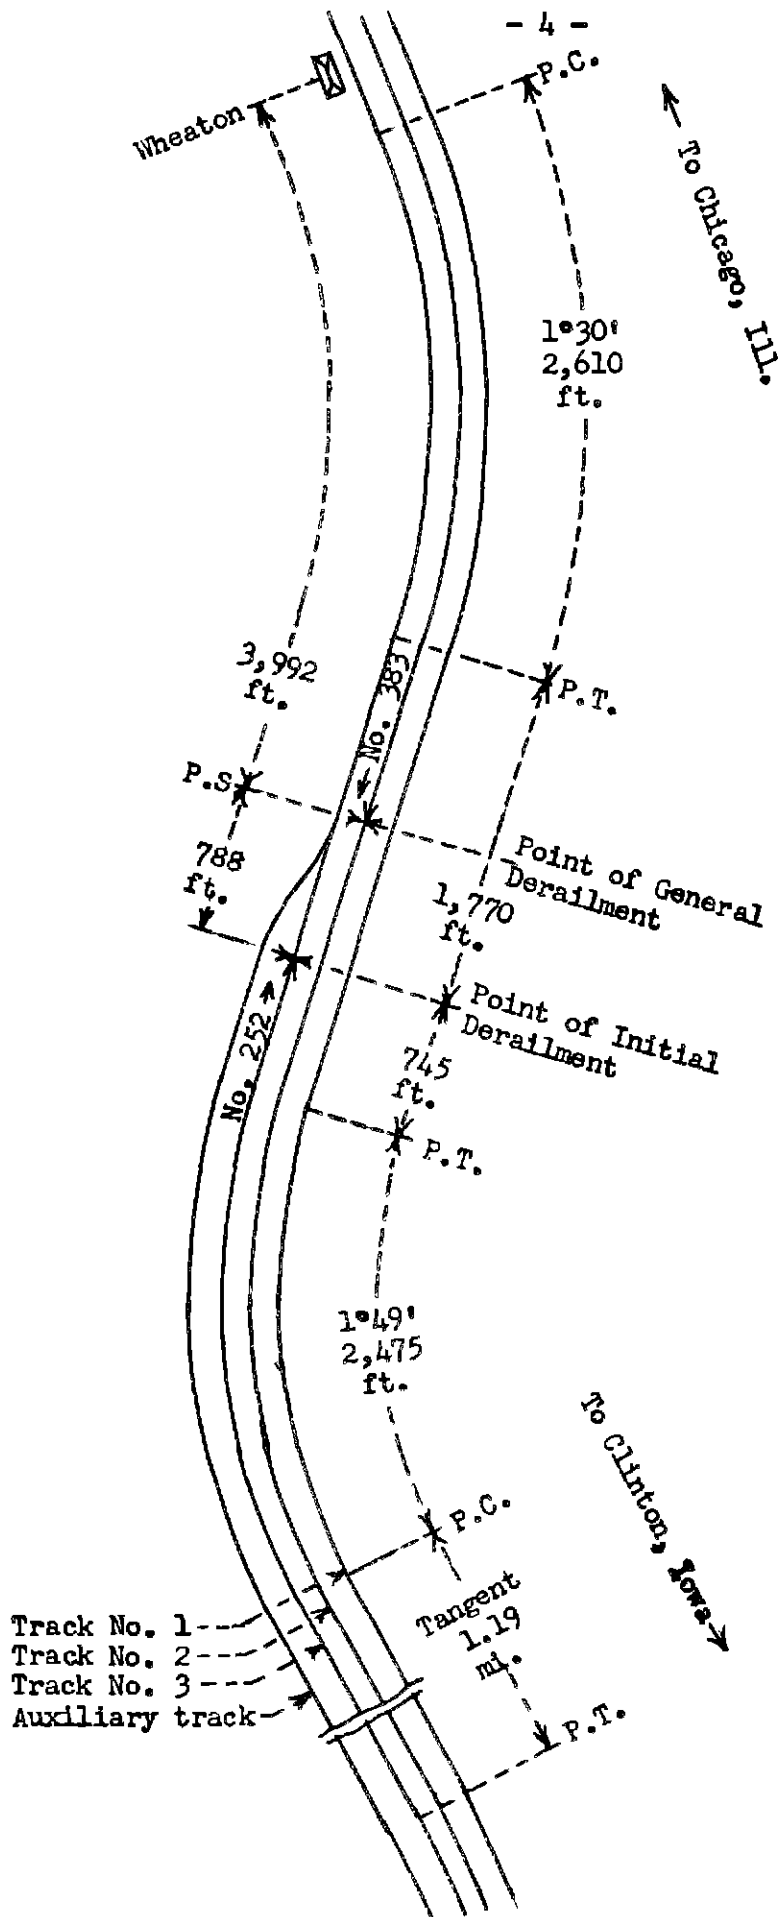 - 4 -
P.C.
Wheaton
To Chicago, Ill.
1°30'
2,610
ft.
3,992
ft.
No. 383
P.T.
P.S
788
ft.
Point of General
Derailment
1,770
ft.
Point of Initial
Derailment
No. 252
745
ft.
P.T.
1°49'
2,475
ft.
To Clinton, Iowa
P.C.
Tangent
1.19
mi.
Track No. 1
Track No. 2
Track No. 3
Auxiliary track
P.T.